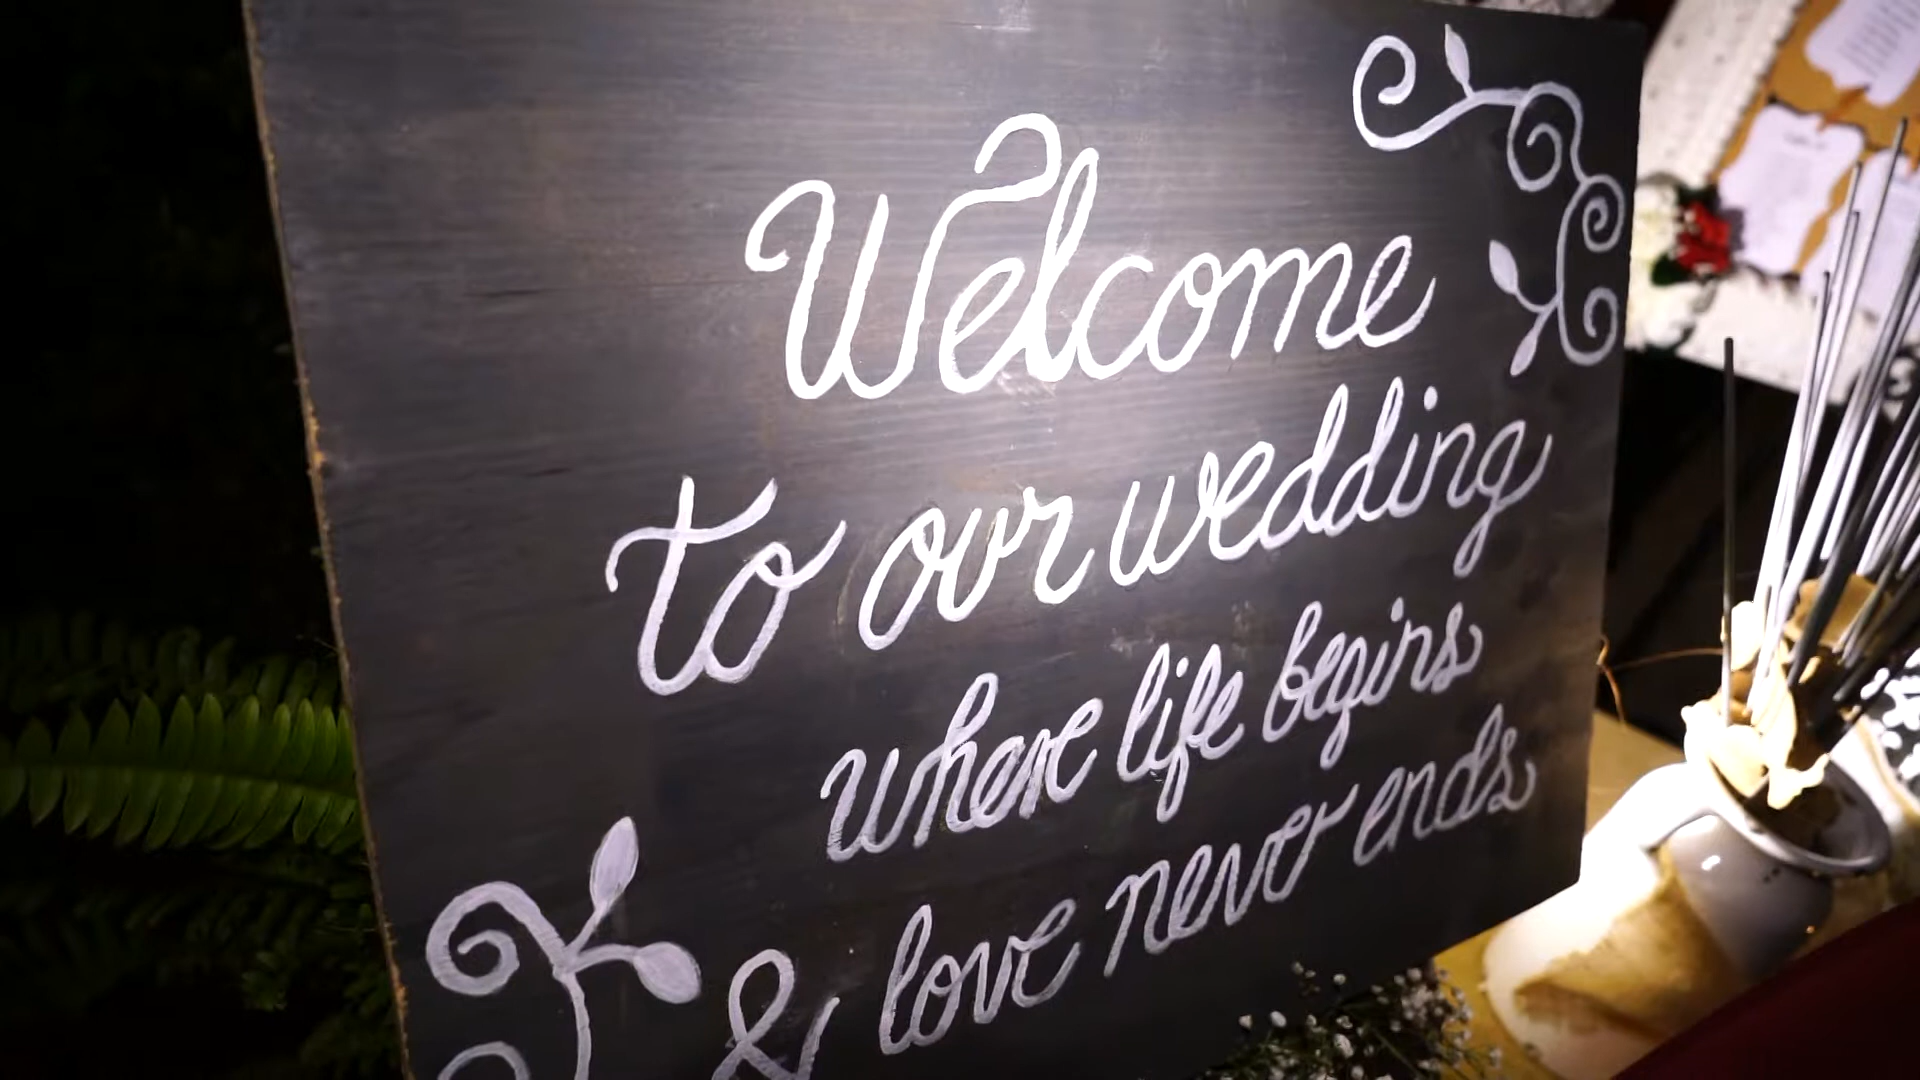 Welcome
to our wedding
where life begins
& love never ends